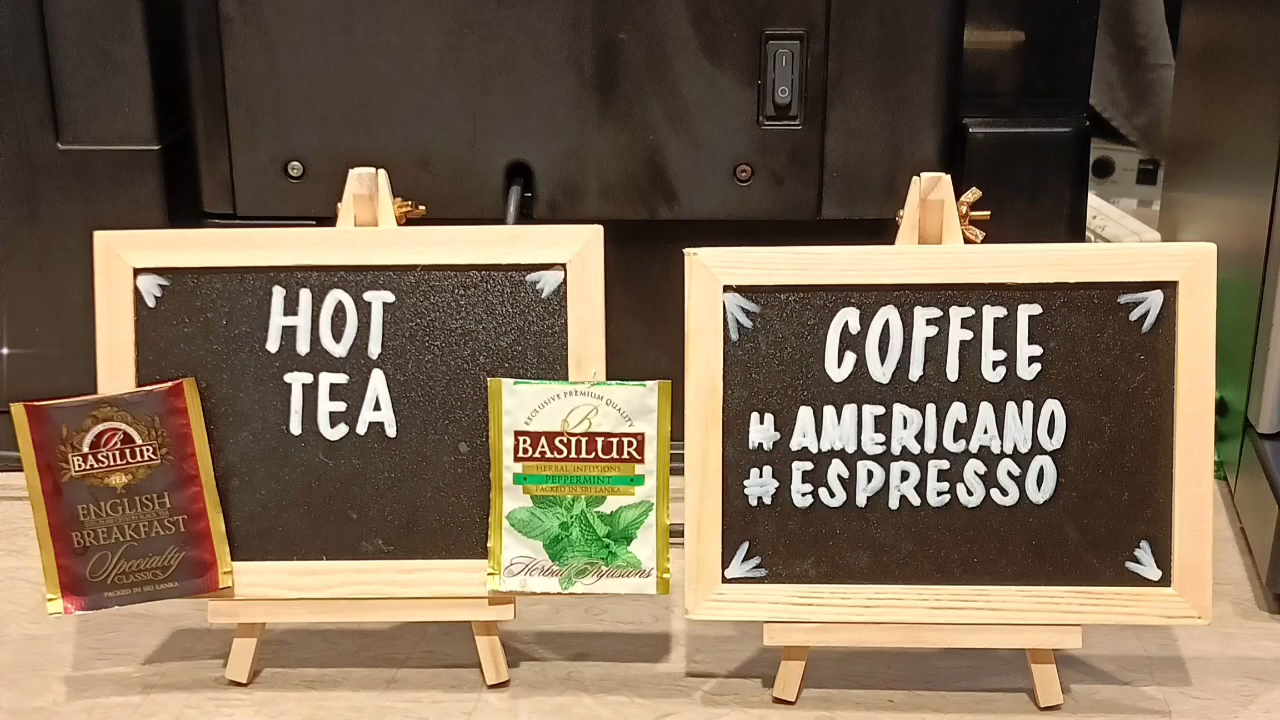 HOT
TEA
BASILUR
TEA
ENGLISH
BREAKFAST
Specialty
CLASSICS
PACKED IN SRI LANKA
EXCLUSIVE PREMIUM QUALITY
B
BASILUR
HERBAL INFUSIONS
PEPPERMINT
PACKED IN SRI LANKA
Herbal Infusions
COFFEE
#AMERICANO
#ESPRESSO